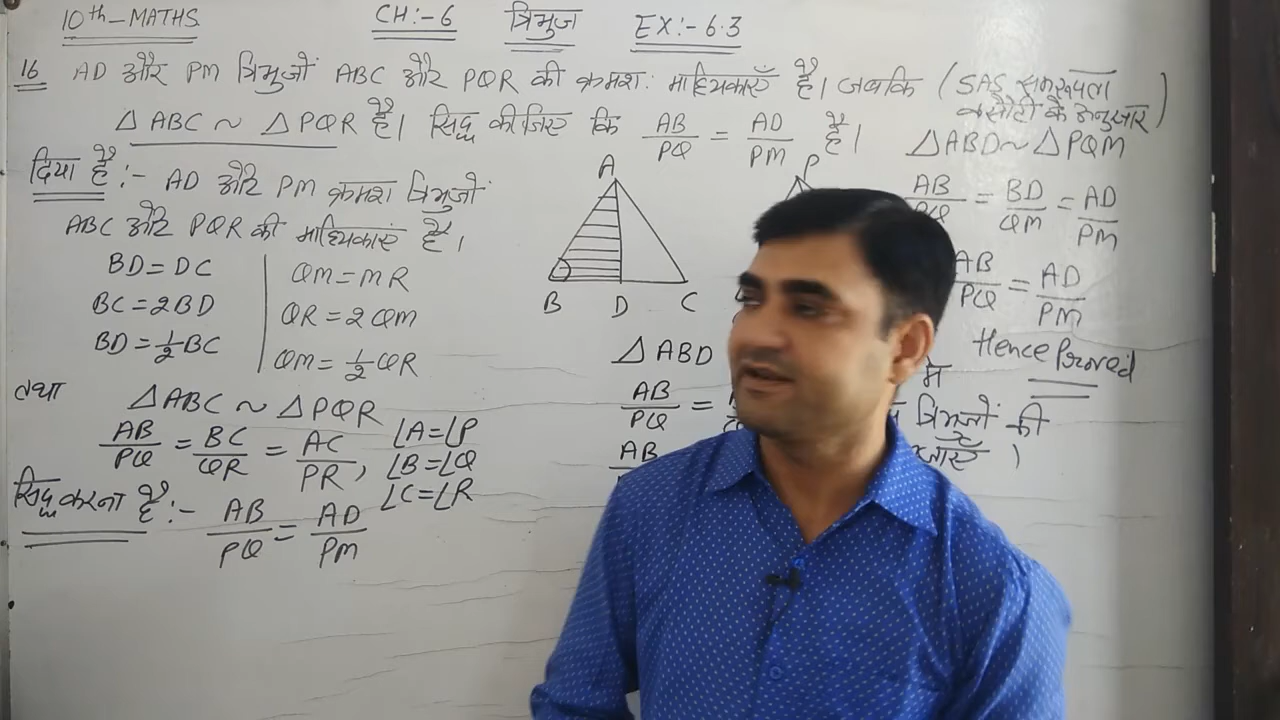 10th-MATHS CH:-6 त्रिभुज EX:-6.3
16 AD और PM त्रिभुजों ABC और PQR की क्रमश: माध्यिकाएँ है। जबकि
△ABC ~ △PQR है। सिद्ध कीजिए कि AB/PQ = AD/PM है।
दिया है:- AD और PM क्रमश त्रिभुजों
ABC और PQR की माध्यिकाएं है।
BD=DC
BC=2BD
BD=1/2 BC
QM=MR
QR=2QM
QM=1/2 QR
तथा △ABC ~ △PQR
AB/PQ = BC/QR = AC/PR,
∠A=∠P
∠B=∠Q
∠C=∠R
सिद्ध करना है:- AB/PQ = AD/PM
A
B D C
P
△ABD
में
AB/PQ =
त्रिभुजों की
AB
(SAS समरूपता
कसौटी के अनुसार)
△ABD ~ △PQM
AB/PQ = BD/QM = AD/PM
AB/PQ = AD/PM
Hence Proved